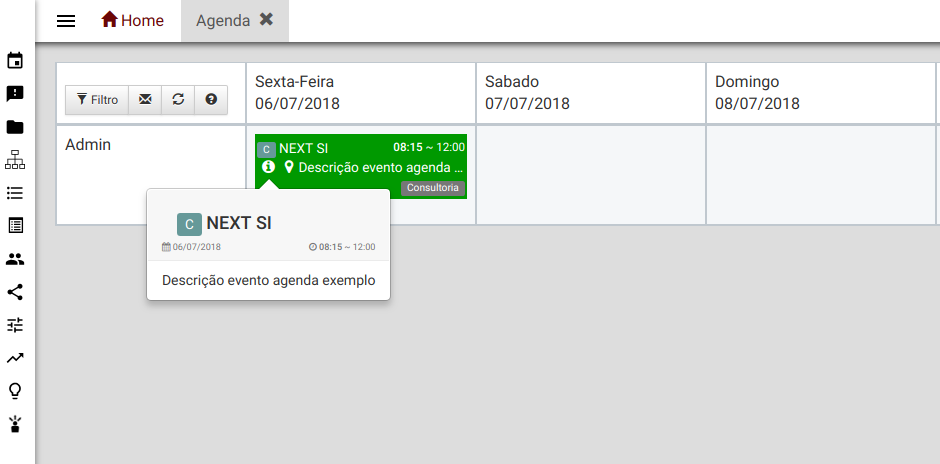 Home
Agenda
Filtro
Sexta-Feira
06/07/2018
Sabado
07/07/2018
Domingo
08/07/2018
Admin
C NEXT SI 08:15 ~ 12:00
Descrição evento agenda ...
Consultoria
C NEXT SI
06/07/2018 08:15 ~ 12:00
Descrição evento agenda exemplo